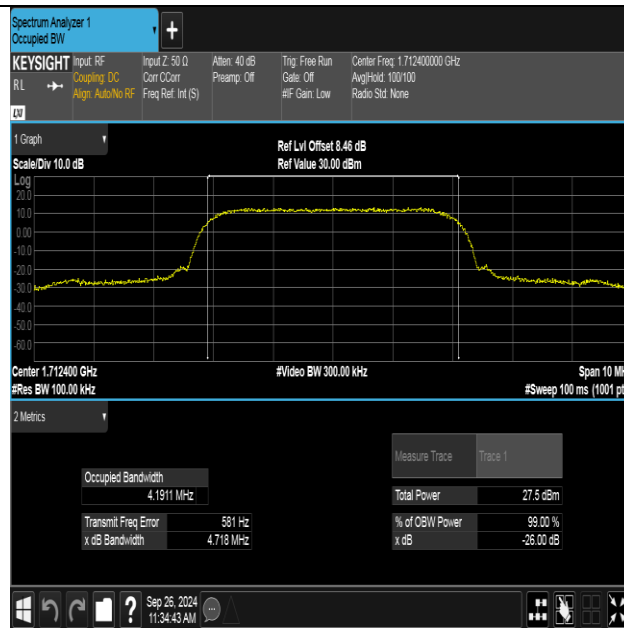 Spectrum Analyzer 1
Occupied BW
+
KEYSIGHT
RL
LXI
Input: RF
Coupling: DC
Align: Auto/No RF
Input Z: 50 Ω
Corr CCorr
Freq Ref: Int (S)
Atten: 40 dB
Preamp: Off
Trig: Free Run
Gate: Off
#IF Gain: Low
Center Freq: 1.712400000 GHz
Avg|Hold: 100/100
Radio Std: None
1 Graph
Scale/Div 10.0 dB
Ref Lvl Offset 8.46 dB
Ref Value 30.00 dBm
Log
20.0
10.0
0.00
-10.0
-20.0
-30.0
-40.0
-50.0
-60.0
Center 1.712400 GHz
#Video BW 300.00 kHz
Span 10 MH
#Res BW 100.00 kHz
#Sweep 100 ms (1001 pt
2 Metrics
Measure Trace
Trace 1
Occupied Bandwidth
4.1911 MHz
Total Power
27.5 dBm
Transmit Freq Error
581 Hz
% of OBW Power
99.00 %
x dB Bandwidth
4.718 MHz
x dB
-26.00 dB
?
Sep 26, 2024
11:34:43 AM